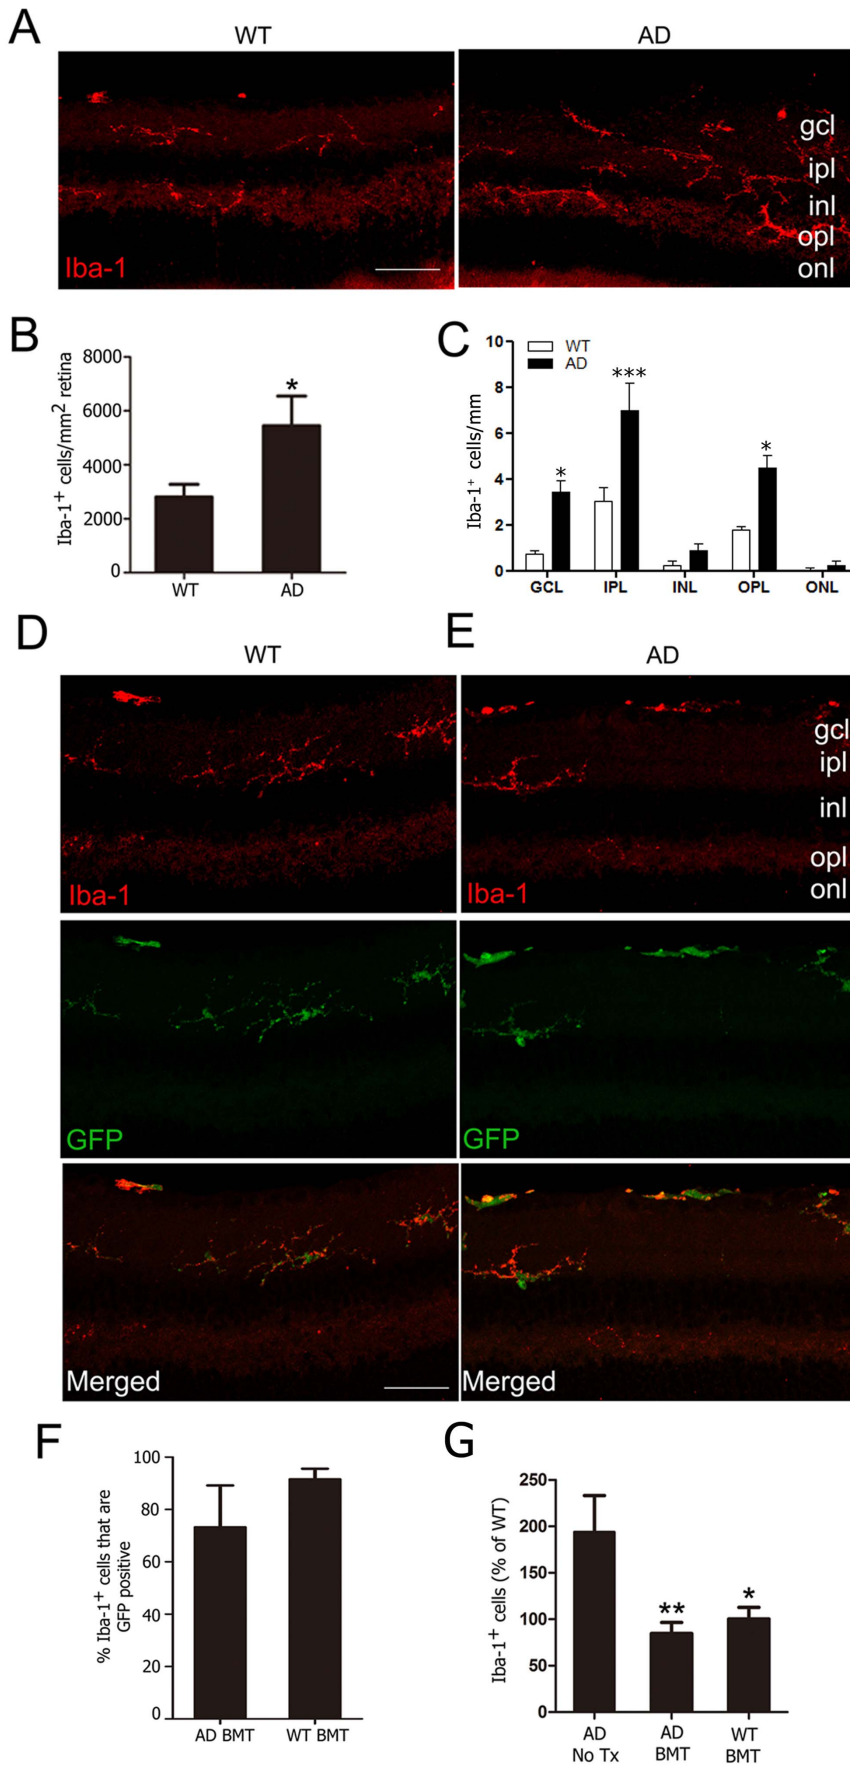 A
WT
AD
gcl
ipl
inl
opl
onl
Iba-1
B
Iba-1+ cells/mm2 retina
8000
6000
4000
2000
0
*
WT
AD
C
Iba-1+ cells/mm
10
8
6
4
2
0
WT
AD
*
***
*
GCL
IPL
INL
OPL
ONL
D
WT
E
AD
gcl
ipl
inl
opl
onl
Iba-1
Iba-1
GFP
GFP
Merged
Merged
F
% Iba-1+ cells that are
GFP positive
100
80
60
40
20
0
AD BMT
WT BMT
G
Iba-1+ cells (% of WT)
250
200
150
100
50
0
**
*
AD
No Tx
AD
BMT
WT
BMT